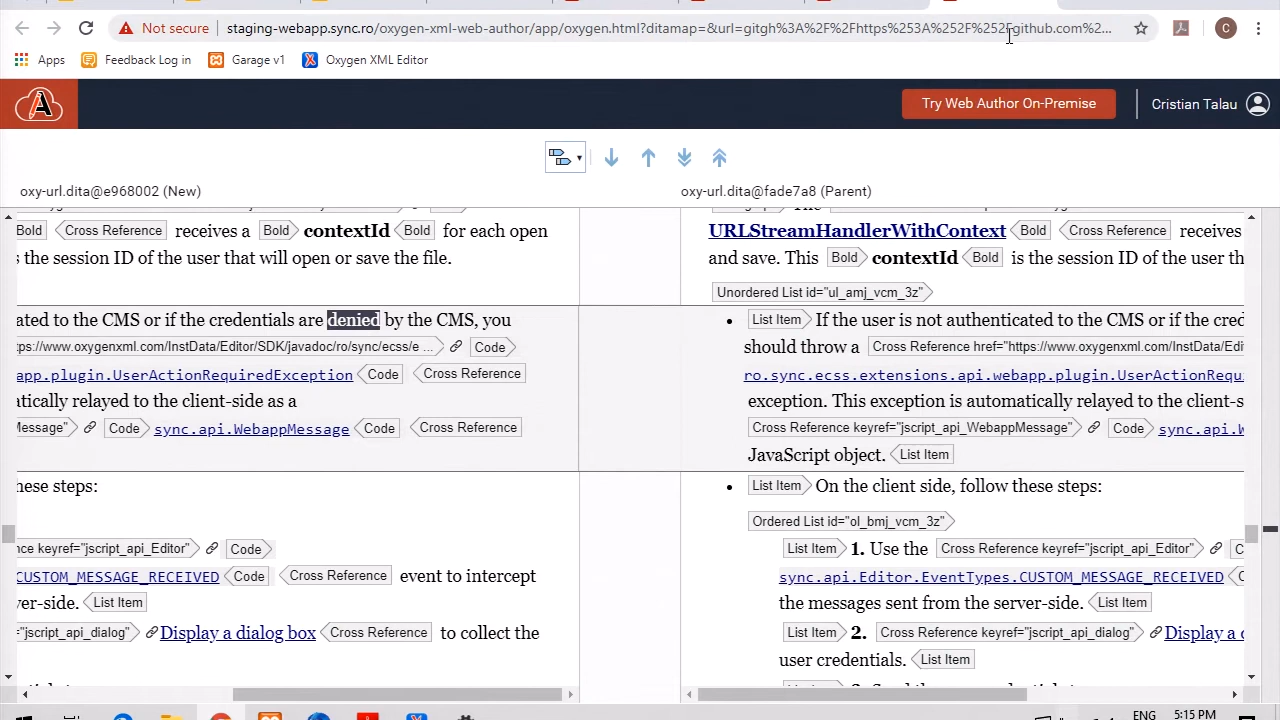 Not secure staging-webapp.sync.ro/oxygen-xml-web-author/app/oxygen.html?ditamap=&url=gitgh%3A%2F%2Fhttps%253A%252F%252Fgithub.com%2... C
Apps Feedback Log in Garage v1 Oxygen XML Editor
Try Web Author On-Premise Cristian Talau
oxy-url.dita@e968002 (New) oxy-url.dita@fade7a8 (Parent)
Bold Cross Reference receives a Bold contextId Bold for each open
s the session ID of the user that will open or save the file.
ated to the CMS or if the credentials are denied by the CMS, you
tps://www.oxygenxml.com/InstData/Editor/SDK/javadoc/ro/sync/ecss/e ... Code
app.plugin.UserActionRequiredException Code Cross Reference
atically relayed to the client-side as a
Message" Code sync.api.WebappMessage Code Cross Reference
hese steps:
nce keyref="jscript_api_Editor" Code
CUSTOM_MESSAGE_RECEIVED Code Cross Reference event to intercept
ver-side. List Item
="jscript_api_dialog" Display a dialog box Cross Reference to collect the
URLStreamHandlerWithContext Bold Cross Reference receives
and save. This Bold contextId Bold is the session ID of the user th
Unordered List id="ul_amj_vcm_3z"
• List Item If the user is not authenticated to the CMS or if the cred
should throw a Cross Reference href="https://www.oxygenxml.com/InstData/Edi
ro.sync.ecss.extensions.api.webapp.plugin.UserActionRequ
exception. This exception is automatically relayed to the client-s
Cross Reference keyref="jscript_api_WebappMessage" Code sync.api.W
JavaScript object. List Item
• List Item On the client side, follow these steps:
Ordered List id="ol_bmj_vcm_3z"
List Item 1. Use the Cross Reference keyref="jscript_api_Editor" C
sync.api.Editor.EventTypes.CUSTOM_MESSAGE_RECEIVED
the messages sent from the server-side. List Item
List Item 2. Cross Reference keyref="jscript_api_dialog" Display a d
user credentials. List Item
ENG 5:15 PM